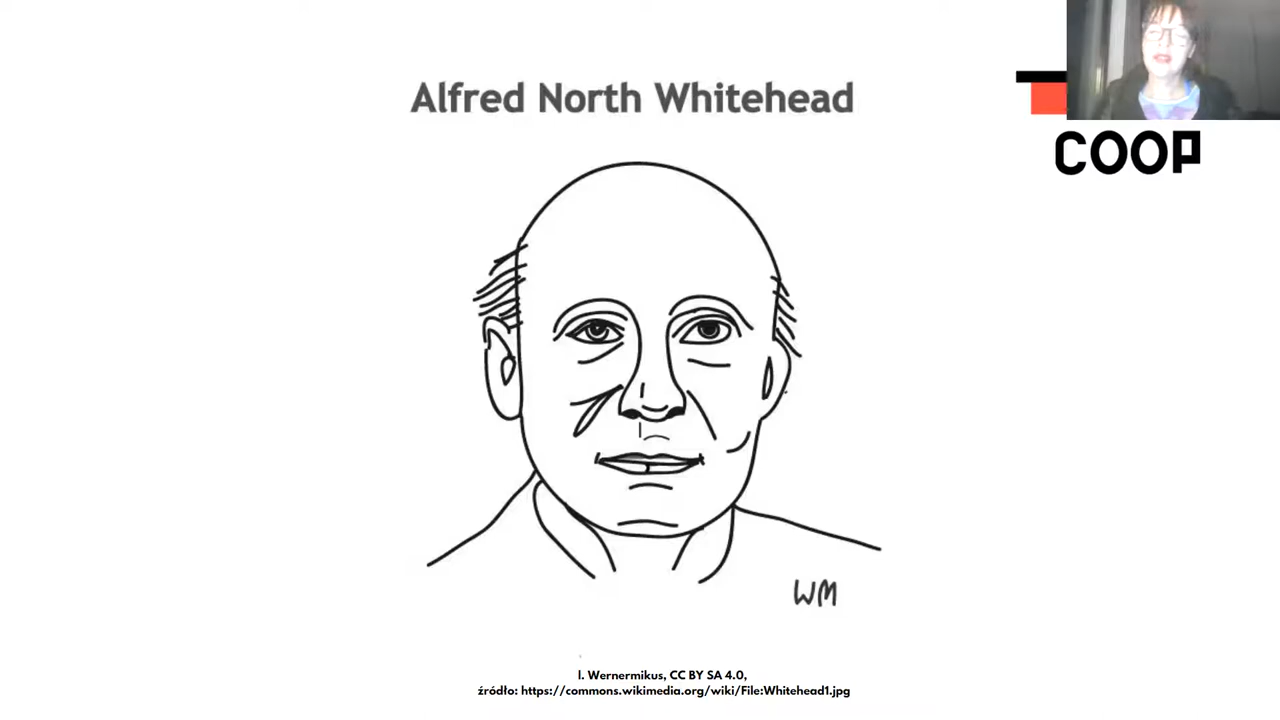 Alfred North Whitehead
COOP
WM
I. Wernermikus, CC BY SA 4.0,
źródło: https://commons.wikimedia.org/wiki/File:Whitehead1.jpg